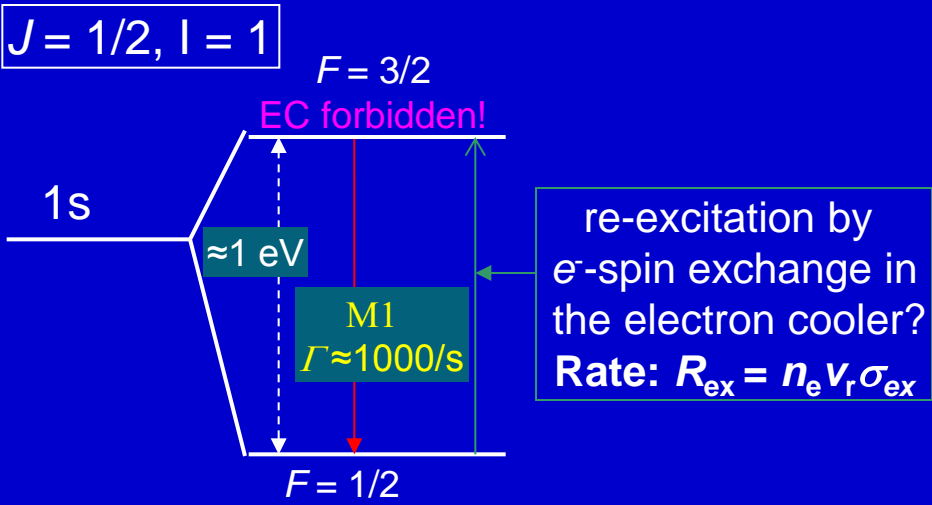 J = 1/2, I = 1
F = 3/2
EC forbidden!
1s
≈1 eV
M1
Γ≈1000/s
re-excitation by
e⁻-spin exchange in
the electron cooler?
Rate: Rₑₓ = nₑvᵣσₑₓ
F = 1/2